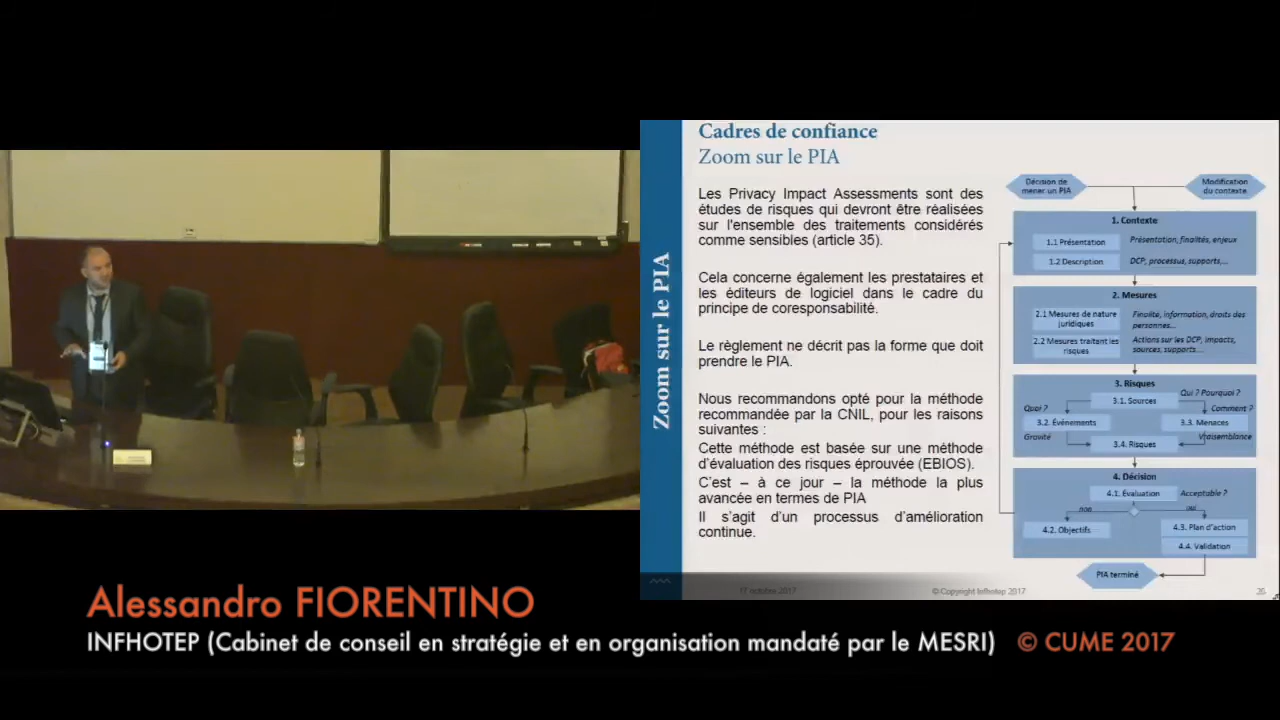 Cadres de confiance
Zoom sur le PIA
Zoom sur le PIA
Les Privacy Impact Assessments sont des
études de risques qui devront être réalisées
sur l'ensemble des traitements considérés
comme sensibles (article 35).
Cela concerne également les prestataires et
les éditeurs de logiciel dans le cadre du
principe de coresponsabilité.
Le règlement ne décrit pas la forme que doit
prendre le PIA.
Nous recommandons opté pour la méthode
recommandée par la CNIL, pour les raisons
suivantes :
Cette méthode est basée sur une méthode
d'évaluation des risques éprouvée (EBIOS).
C'est – à ce jour – la méthode la plus
avancée en termes de PIA
Il s'agit d'un processus d'amélioration
continue.
Décision de
mener un PIA
Modification
du contexte
1. Contexte
1.1 Présentation
Présentation, finalités, enjeux
1.2 Description
DCP, processus, supports,...
2. Mesures
2.1 Mesures de nature
juridiques
Finalité, information, droits des
personnes...
2.2 Mesures traitant les
risques
Actions sur les DCP, impacts,
sources, supports....
3. Risques
Qui ? Pourquoi ?
3.1. Sources
Quoi ?
Comment ?
3.2. Événements
3.3. Menaces
Gravité
Vraisemblance
3.4. Risques
4. Décision
4.1. Évaluation
Acceptable ?
non
oui
4.2. Objectifs
4.3. Plan d'action
4.4. Validation
PIA terminé
17 octobre 2017
© Copyright Infhotep 2017
Alessandro FIORENTINO
INFHOTEP (Cabinet de conseil en stratégie et en organisation mandaté par le MESRI) © CUME 2017